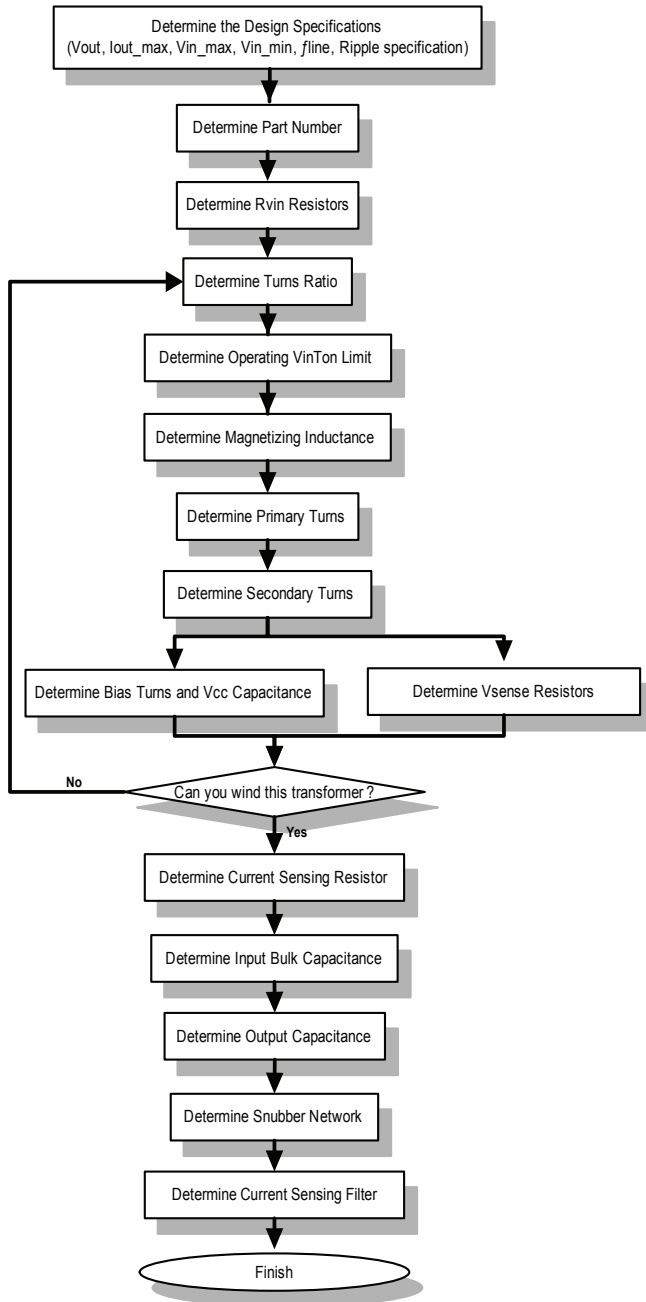 Determine the Design Specifications
(Vout, Iout_max, Vin_max, Vin_min, ƒline, Ripple specification)
Determine Part Number
Determine Rvin Resistors
Determine Turns Ratio
Determine Operating VinTon Limit
Determine Magnetizing Inductance
Determine Primary Turns
Determine Secondary Turns
Determine Bias Turns and Vcc Capacitance
Determine Vsense Resistors
No
Can you wind this transformer ?
Yes
Determine Current Sensing Resistor
Determine Input Bulk Capacitance
Determine Output Capacitance
Determine Snubber Network
Determine Current Sensing Filter
Finish